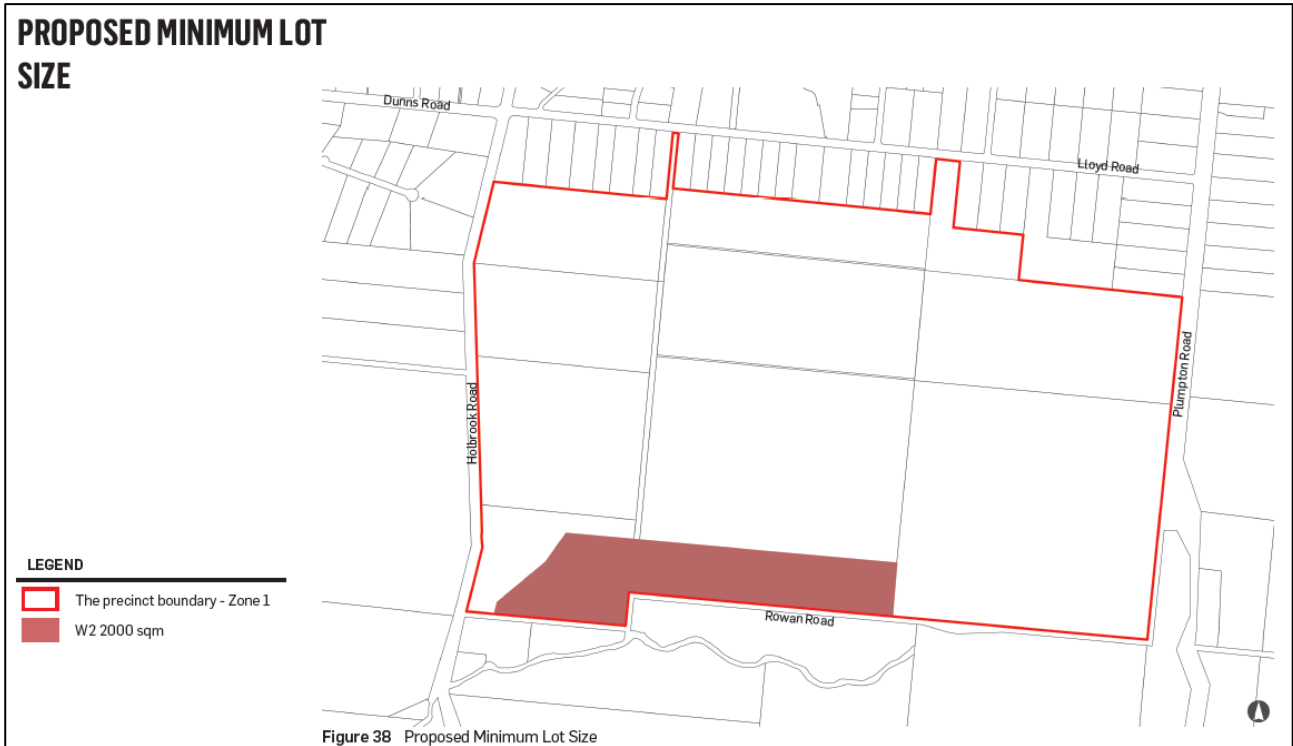 PROPOSED MINIMUM LOT
SIZE
Dunns Road
Lloyd Road
Plumpton Road
Holbrook Road
Rowan Road
LEGEND
The precinct boundary - Zone 1
W2 2000 sqm
Figure 38 Proposed Minimum Lot Size